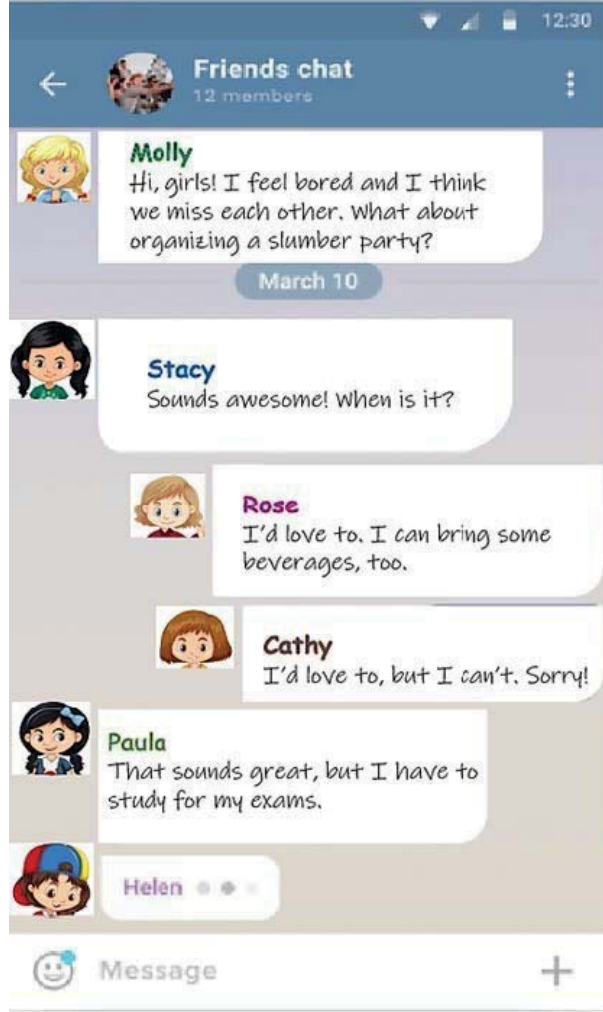 12:30
Friends chat
12 members
Molly
Hi, girls! I feel bored and I think
we miss each other. What about
organizing a slumber party?
March 10
Stacy
Sounds awesome! When is it?
Rose
I'd love to. I can bring some
beverages, too.
Cathy
I'd love to, but I can't. Sorry!
Paula
That sounds great, but I have to
study for my exams.
Helen
Message